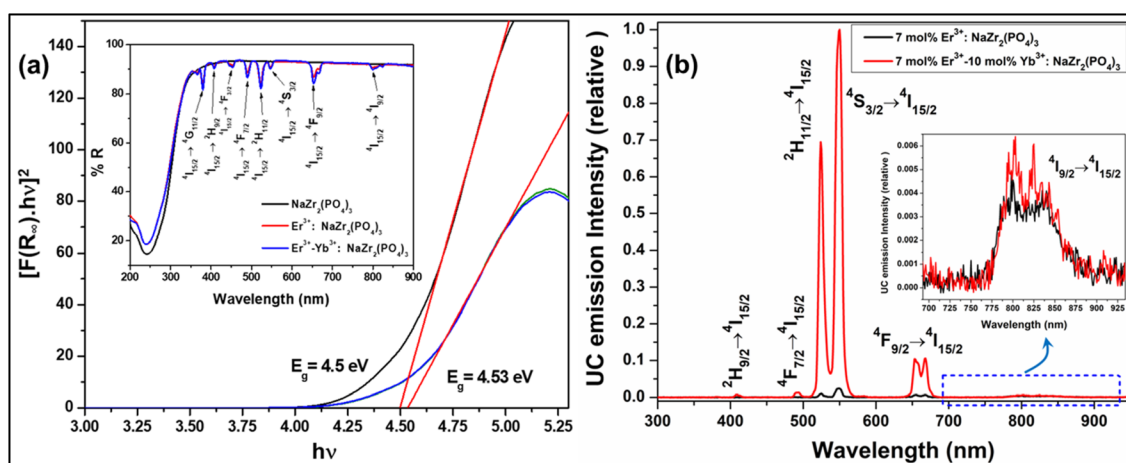 (a)
[F(R∞).hν]²
140
120
100
80
60
40
20
0
3.00 3.25 3.50 3.75 4.00 4.25 4.50 4.75 5.00 5.25
hν
E_g= 4.5 eV
E_g= 4.53 eV
% R
100
80
60
40
20
200 300 400 500 600 700 800 900
Wavelength (nm)
⁴I₁₅/₂ → ⁴G₁₁/₂
⁴I₁₅/₂ → ²H₉/₂
⁴I₁₅/₂ → ⁴F₃/₂
⁴I₁₅/₂ → ⁴F₇/₂
⁴I₁₅/₂ → ²H₁₁/₂
⁴I₁₅/₂ → ⁴S₃/₂
⁴I₁₅/₂ → ⁴F₉/₂
⁴I₁₅/₂ → ⁴I₉/₂
NaZr₂(PO₄)₃
Er³⁺: NaZr₂(PO₄)₃
Er³⁺-Yb³⁺: NaZr₂(PO₄)₃
(b)
UC emission Intensity (relative)
1.0
0.9
0.8
0.7
0.6
0.5
0.4
0.3
0.2
0.1
0.0
300 400 500 600 700 800 900
Wavelength (nm)
7 mol% Er³⁺: NaZr₂(PO₄)₃
7 mol% Er³⁺-10 mol% Yb³⁺: NaZr₂(PO₄)₃
²H₉/₂→⁴I₁₅/₂
⁴F₇/₂→⁴I₁₅/₂
²H₁₁/₂→⁴I₁₅/₂
⁴S₃/₂→⁴I₁₅/₂
⁴F₉/₂→⁴I₁₅/₂
⁴I₉/₂→⁴I₁₅/₂
UC emission Intensity (relative)
0.006
0.005
0.004
0.003
0.002
0.001
0.000
700 725 750 775 800 825 850 875 900 925
Wavelength (nm)